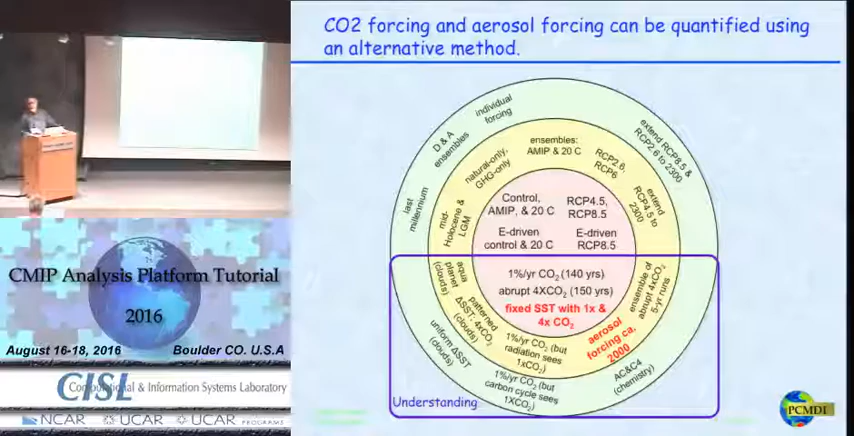 CO2 forcing and aerosol forcing can be quantified using
an alternative method.
individual
forcing
D & A
ensembles
last
millennium
extend RCP8.5 &
RCP2.6 to 2300
ensembles:
AMIP & 20 C
natural-only,
GHG-only
RCP2.6,
RCP6
mid-
Holocene &
LGM
extend
RCP4.5 to
2300
Control,
AMIP, & 20 C
RCP4.5,
RCP8.5
E-driven
control & 20 C
E-driven
RCP8.5
1%/yr CO2 (140 yrs)
abrupt 4XCO2 (150 yrs)
fixed SST with 1x &
4x CO2
aqua
planet
(clouds)
patterned
ΔSST: 4xCO2
(clouds)
uniform ΔSST
(clouds)
1%/yr CO2 (but
radiation sees
1xCO2)
1%/yr CO2 (but
carbon cycle sees
1XCO2)
aerosol
forcing ca.
2000
ensemble of
abrupt 4xCO2
5-yr runs
AC&C4
(chemistry)
Understanding
PCMDI
CMIP Analysis Platform Tutorial
2016
August 16-18, 2016 Boulder CO. U.S.A
CISL
Computational & Information Systems Laboratory
NCAR UCAR UCAR PROGRAMS